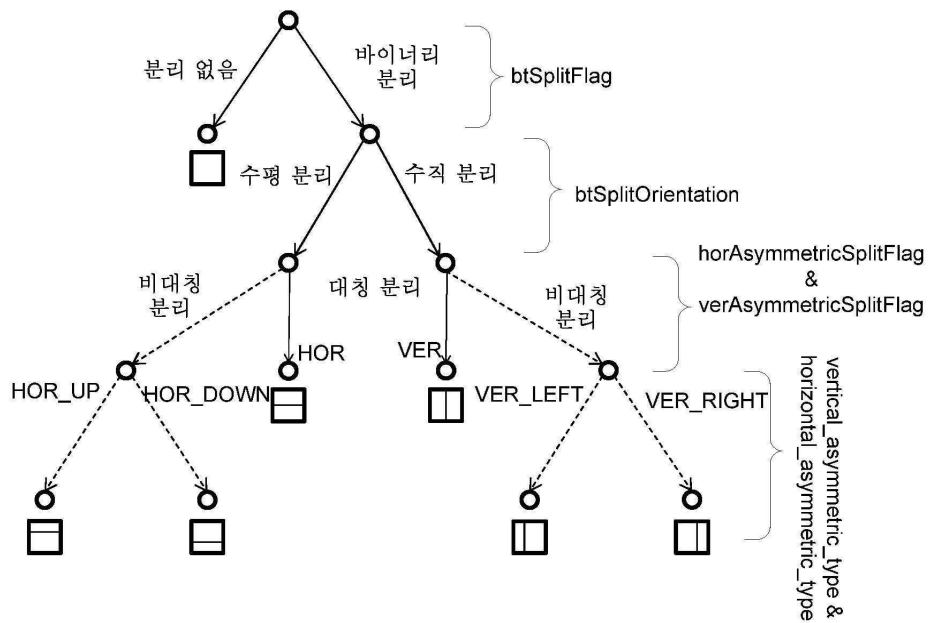 분리 없음
바이너리
분리
btSplitFlag
수평 분리
수직 분리
btSplitOrientation
비대칭
분리
대칭 분리
비대칭
분리
horAsymmetricSplitFlag
&
verAsymmetricSplitFlag
HOR
VER
HOR_UP
HOR_DOWN
VER_LEFT
VER_RIGHT
vertical_asymmetric_type &
horizontal_asymmetric_type